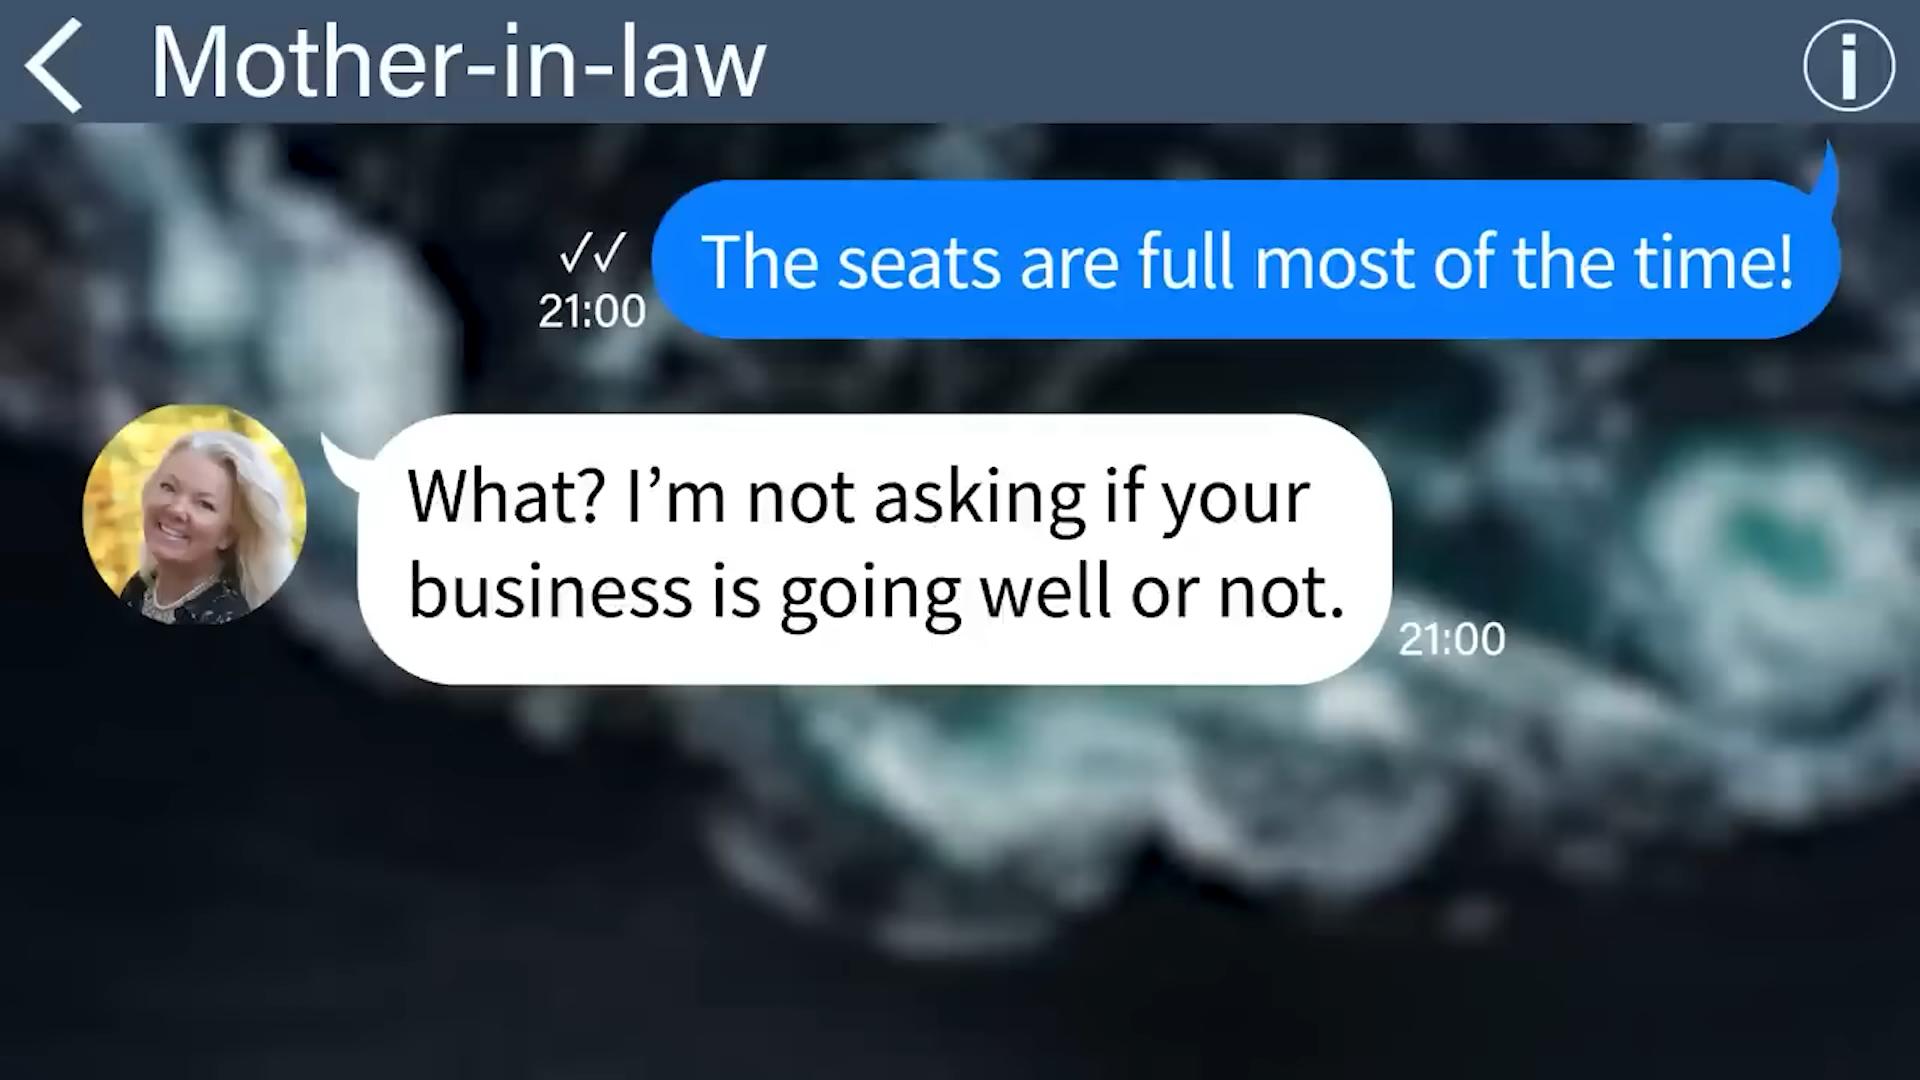 Mother-in-law
The seats are full most of the time!
21:00
What? I’m not asking if your
business is going well or not.
21:00